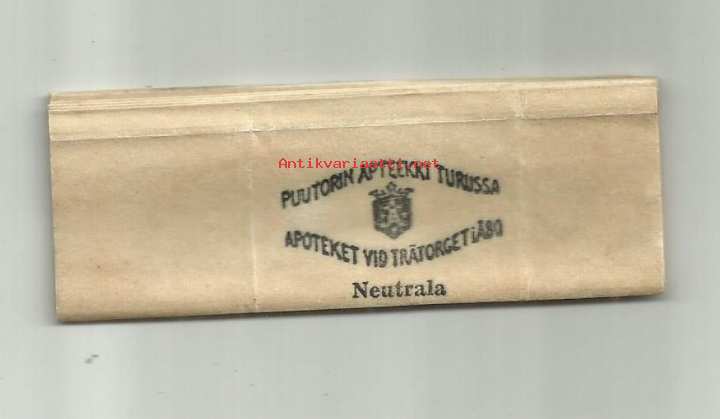 Antikvariaatti.net
PUUTORIN APTEEKKI TURUSSA
A
APOTEKET VID TRÄTORGET i ÅBO
Neutrala